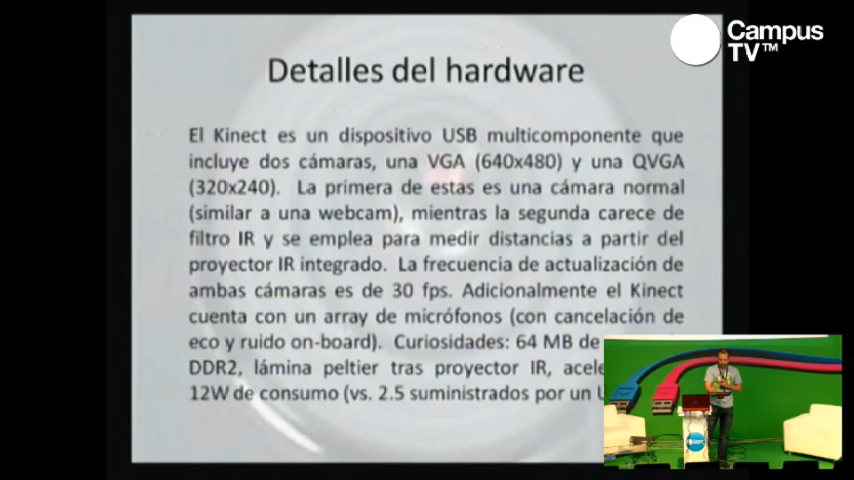 Campus
TV™
Detalles del hardware
El Kinect es un dispositivo USB multicomponente que
incluye dos cámaras, una VGA (640x480) y una QVGA
(320x240). La primera de estas es una cámara normal
(similar a una webcam), mientras la segunda carece de
filtro IR y se emplea para medir distancias a partir del
proyector IR integrado. La frecuencia de actualización de
ambas cámaras es de 30 fps. Adicionalmente el Kinect
cuenta con un array de micrófonos (con cancelación de
eco y ruido on-board). Curiosidades: 64 MB de
DDR2, lámina peltier tras proyector IR,
12W de consumo (vs. 2.5 suministrados por un